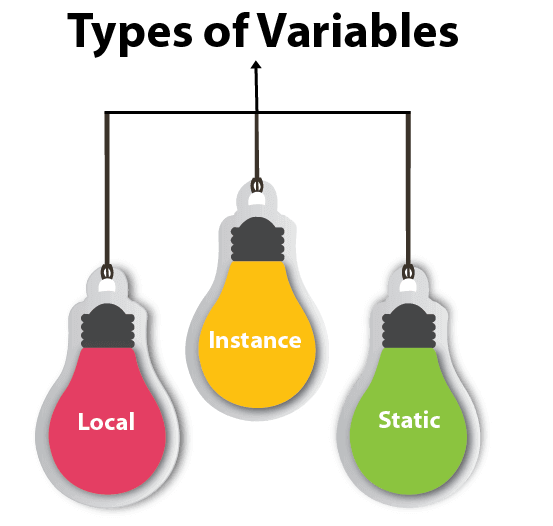 Types of Variables
Instance
Local
Static